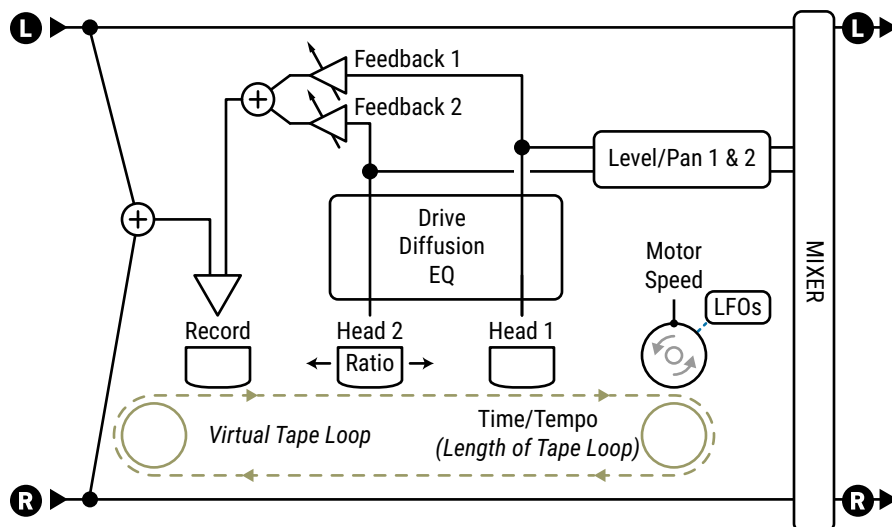 L
L
Feedback 1
Feedback 2
Level/Pan 1 & 2
Drive
Diffusion
EQ
Motor
Speed
LFOs
MIXER
Record
Head 2
Head 1
Ratio
Time/Tempo
Virtual Tape Loop
(Length of Tape Loop)
R
R